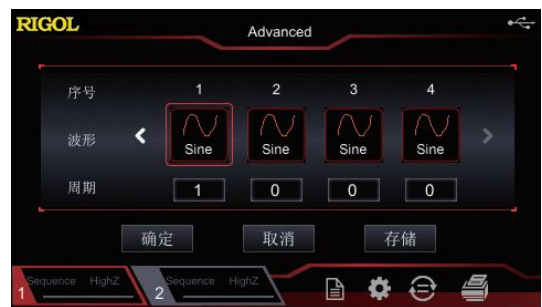 RIGOL
Advanced
序号 1 2 3 4
波形 Sine Sine Sine Sine
周期 1 0 0 0
确定 取消 存储
Sequence HighZ Sequence HighZ
1 2